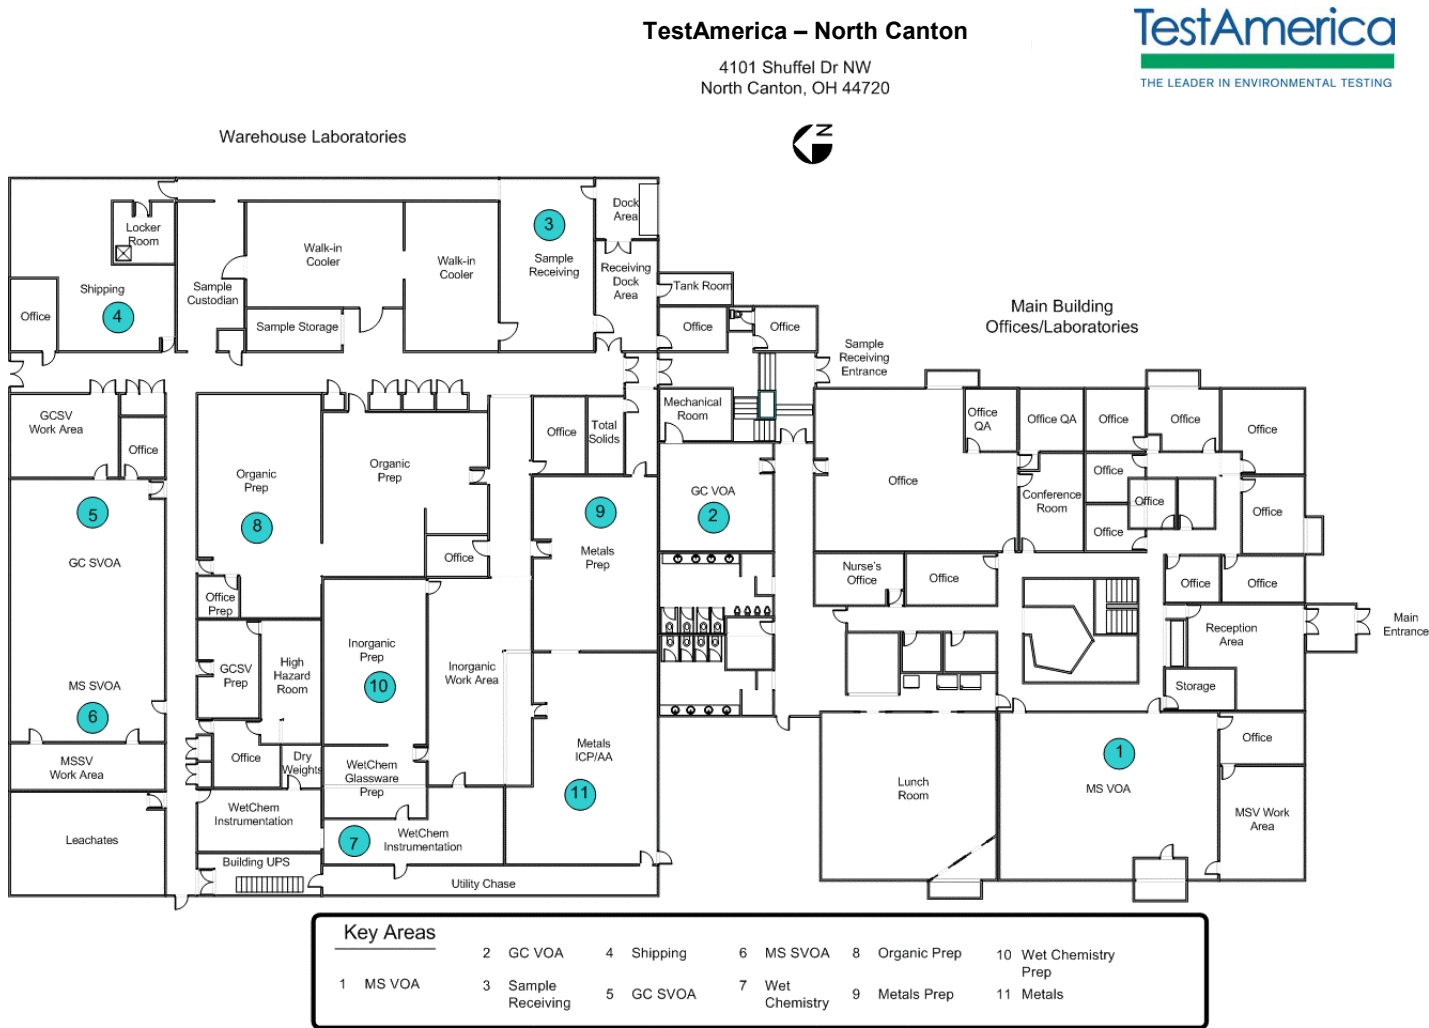 TestAmerica – North Canton
4101 Shuffel Dr NW
North Canton, OH 44720
TestAmerica
THE LEADER IN ENVIRONMENTAL TESTING
N
Warehouse Laboratories
Main Building
Offices/Laboratories
Locker
Room
Shipping
4
Office
Sample
Custodian
Walk-in
Cooler
Walk-in
Cooler
Sample Storage
3
Sample
Receiving
Dock
Area
Receiving
Dock
Area
Tank Room
Office
Office
Sample
Receiving
Entrance
Mechanical
Room
GCSV
Work Area
Office
5
GC SVOA
MS SVOA
6
MSSV
Work Area
Leachates
Organic
Prep
8
Organic
Prep
Office
Office
Prep
GCSV
Prep
High
Hazard
Room
Office
Dry
Weights
WetChem
Instrumentation
Building UPS
Inorganic
Prep
10
WetChem
Glassware
Prep
7
WetChem
Instrumentation
Utility Chase
Inorganic
Work Area
Office
Total
Solids
9
Metals
Prep
Metals
ICP/AA
11
GC VOA
2
Office
Office
QA
Office QA
Office
Office
Office
Conference
Room
Office
Office
Office
Office
Nurse's
Office
Office
Office
Office
Reception
Area
Main
Entrance
Storage
Lunch
Room
1
MS VOA
Office
MSV Work
Area
Key Areas
1 MS VOA
2 GC VOA
3 Sample
Receiving
4 Shipping
5 GC SVOA
6 MS SVOA
7 Wet
Chemistry
8 Organic Prep
9 Metals Prep
10 Wet Chemistry
Prep
11 Metals